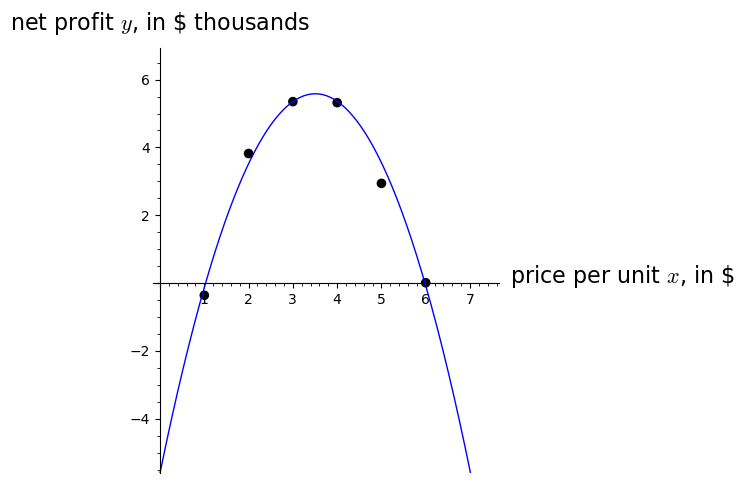 net profit y, in $ thousands
6
4
2
price per unit x, in $
1 2 3 4 5 6 7
−2
−4